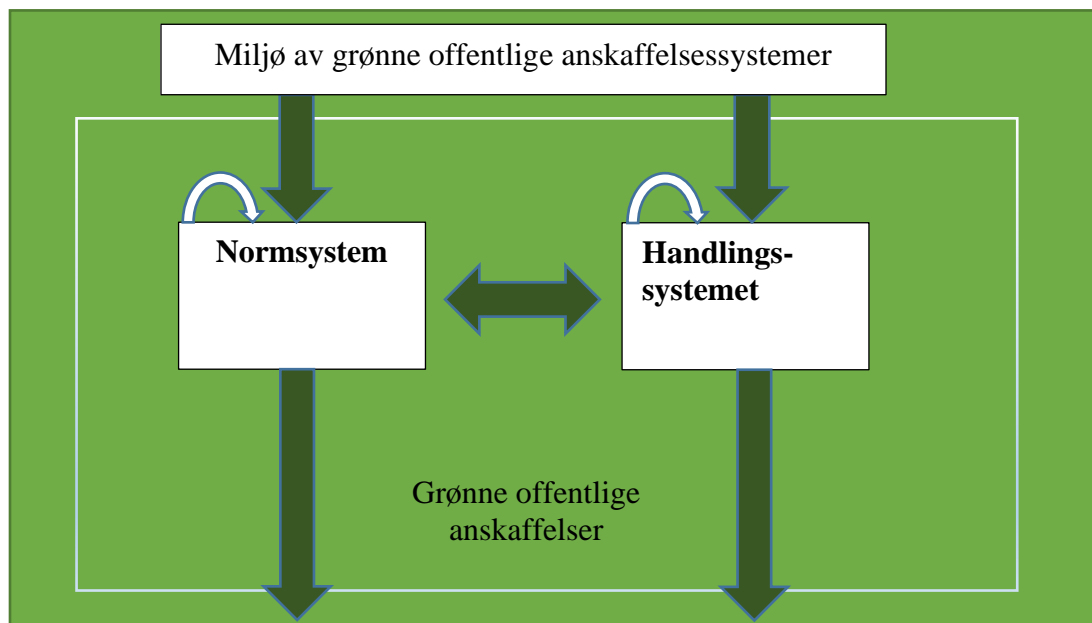 Miljø av grønne offentlige anskaffelsessystemer
Normsystem
Handlings-
systemet
Grønne offentlige
anskaffelser